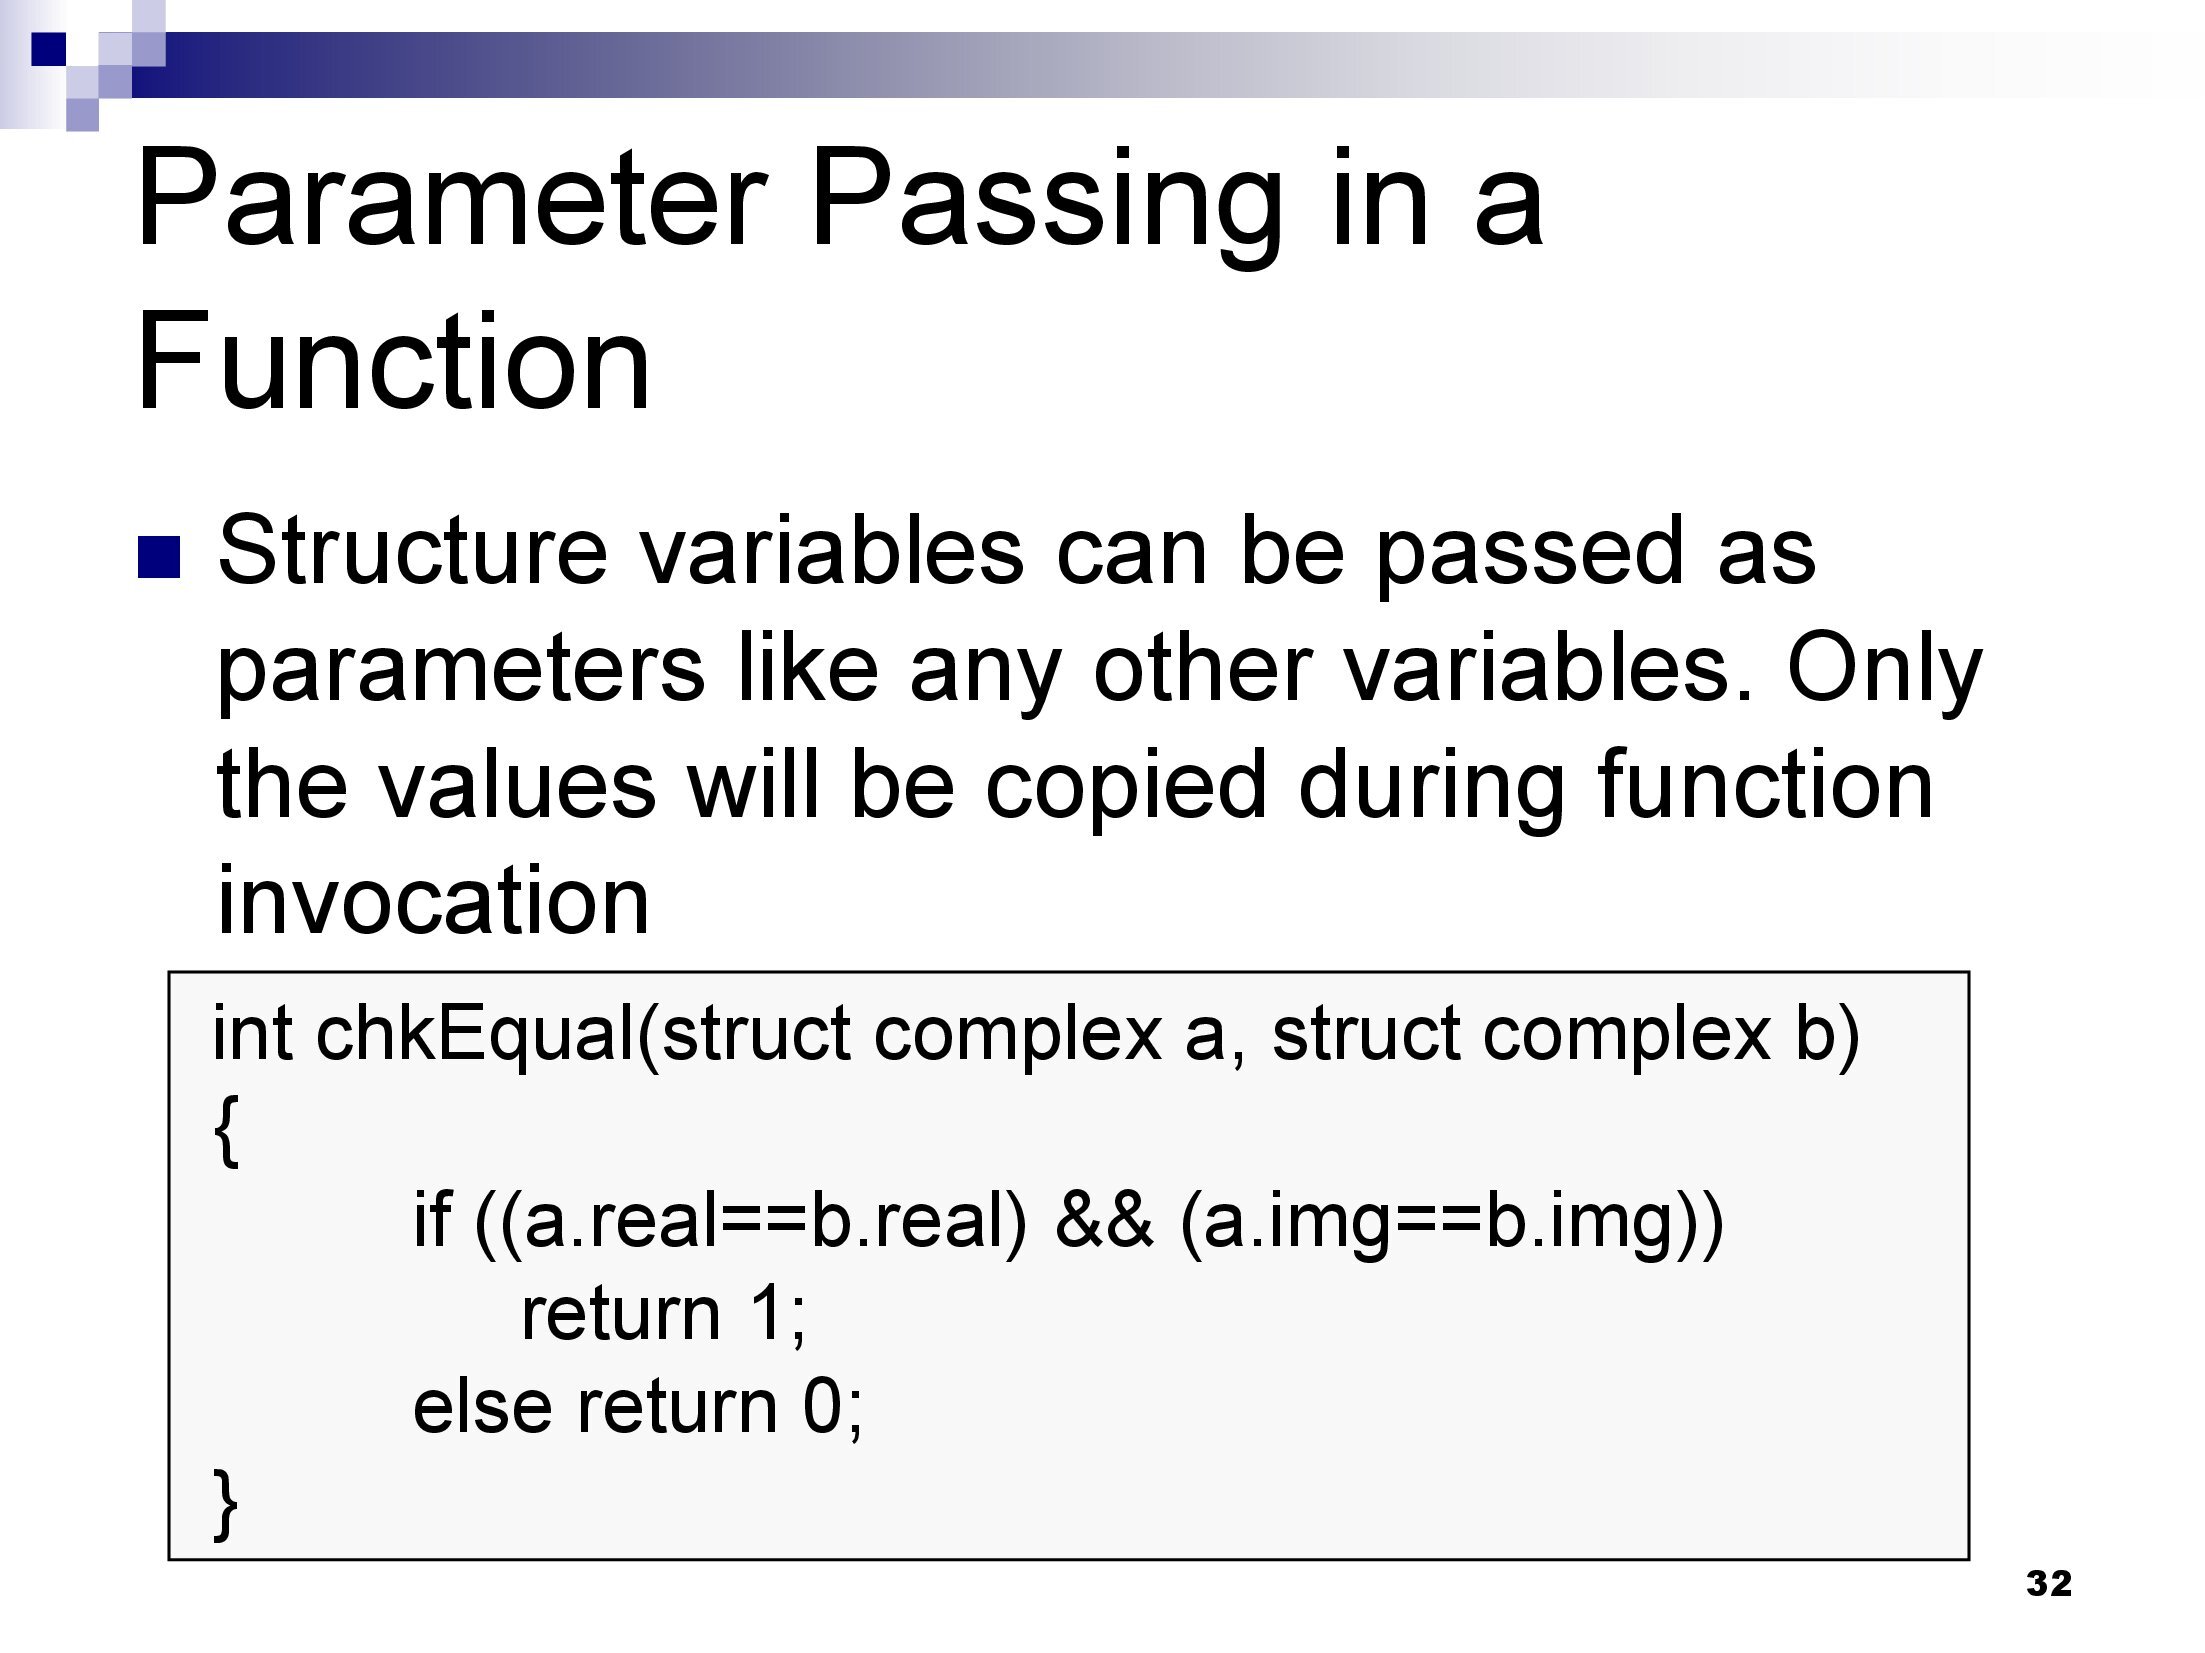 Parameter Passing in a
Function
Structure variables can be passed as
parameters like any other variables. Only
the values will be copied during function
invocation
int chkEqual(struct complex a, struct complex b)
{
if ((a.real==b.real) && (a.img==b.img))
return 1;
else return 0;
}
32